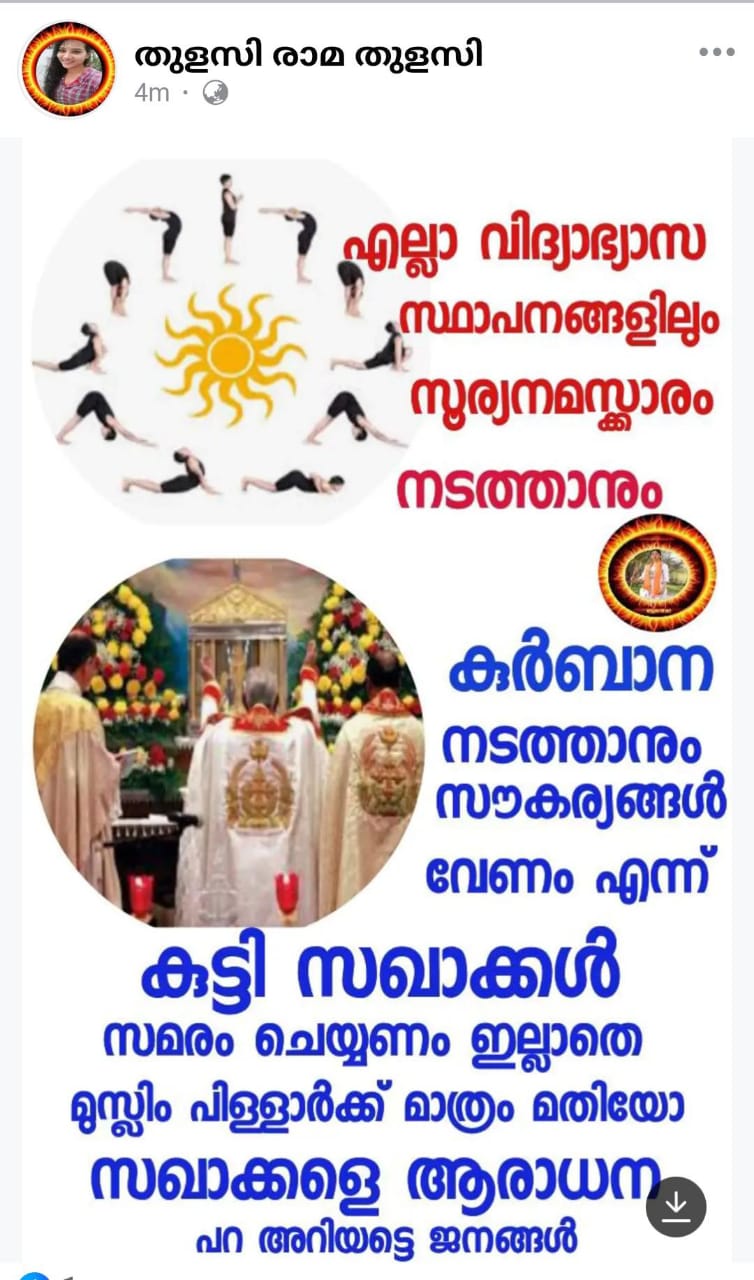 തുളസി രാമ തുളസി
4m ·
എല്ലാ വിദ്യാഭ്യാസ
സ്ഥാപനങ്ങളിലും
സൂര്യനമസ്ക്കാരം
നടത്താനും
കുർബാന
നടത്താനും
സൗകര്യങ്ങൾ
വേണം എന്ന്
കുട്ടി സഖാക്കൾ
സമരം ചെയ്യണം ഇല്ലാതെ
മുസ്ലിം പിള്ളാർക്ക് മാത്രം മതിയോ
സഖാക്കളെ ആരാധന
പറ അറിയട്ടെ ജനങ്ങൾ